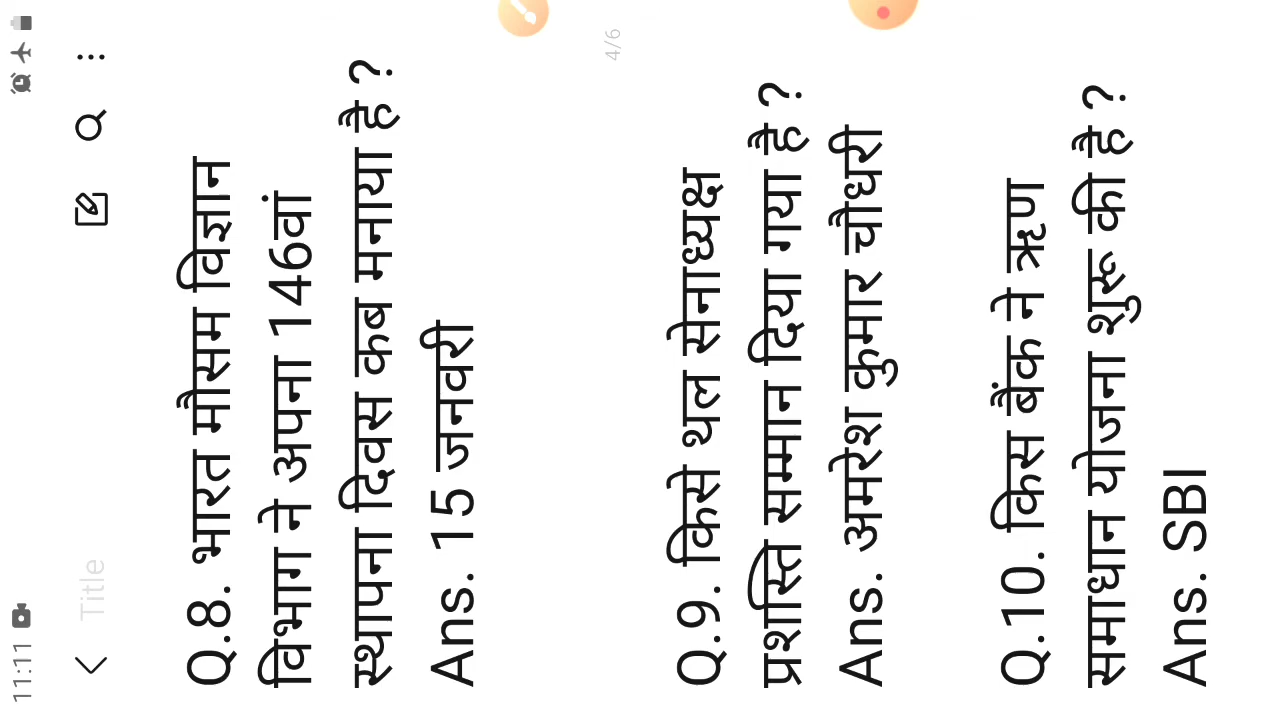 11:11
Title
Q.8. भारत मौसम विज्ञान
विभाग ने अपना 146वां
स्थापना दिवस कब मनाया है ?
Ans. 15 जनवरी
4/6
Q.9. किसे थल सेनाध्यक्ष
प्रशस्ति सम्मान दिया गया है ?
Ans. अमरेश कुमार चौधरी
Q.10. किस बैंक ने ऋण
समाधान योजना शुरू की है ?
Ans. SBI